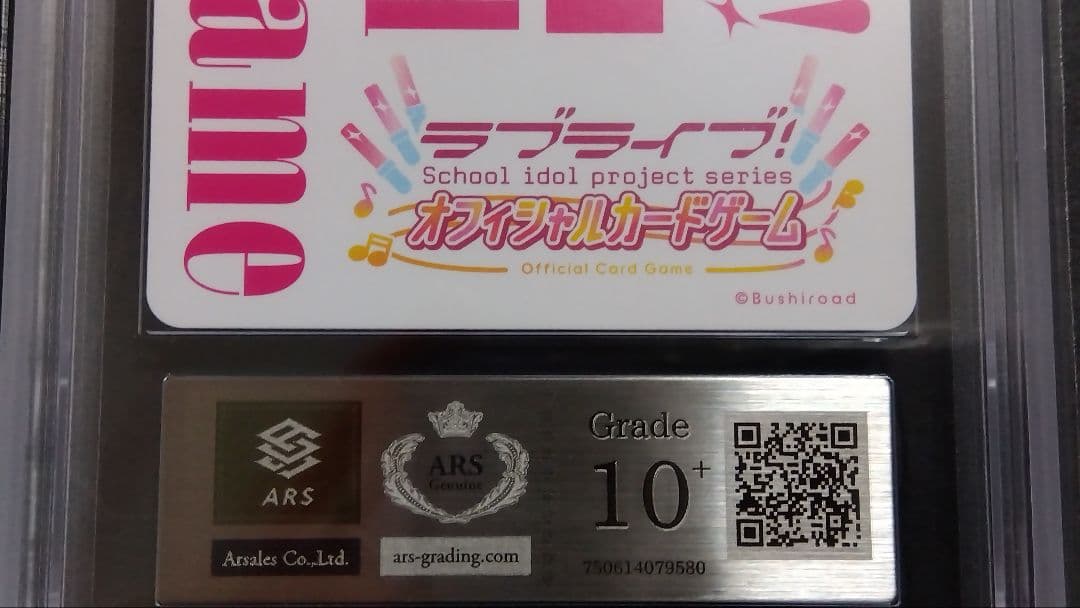 ame
!
ラブライブ!
School idol project series
オフィシャルカードゲーム
Official Card Game
©Bushiroad
ARS
Arsales Co.,Ltd.
ARS
Genuine
ars-grading.com
Grade
10+
750614079580